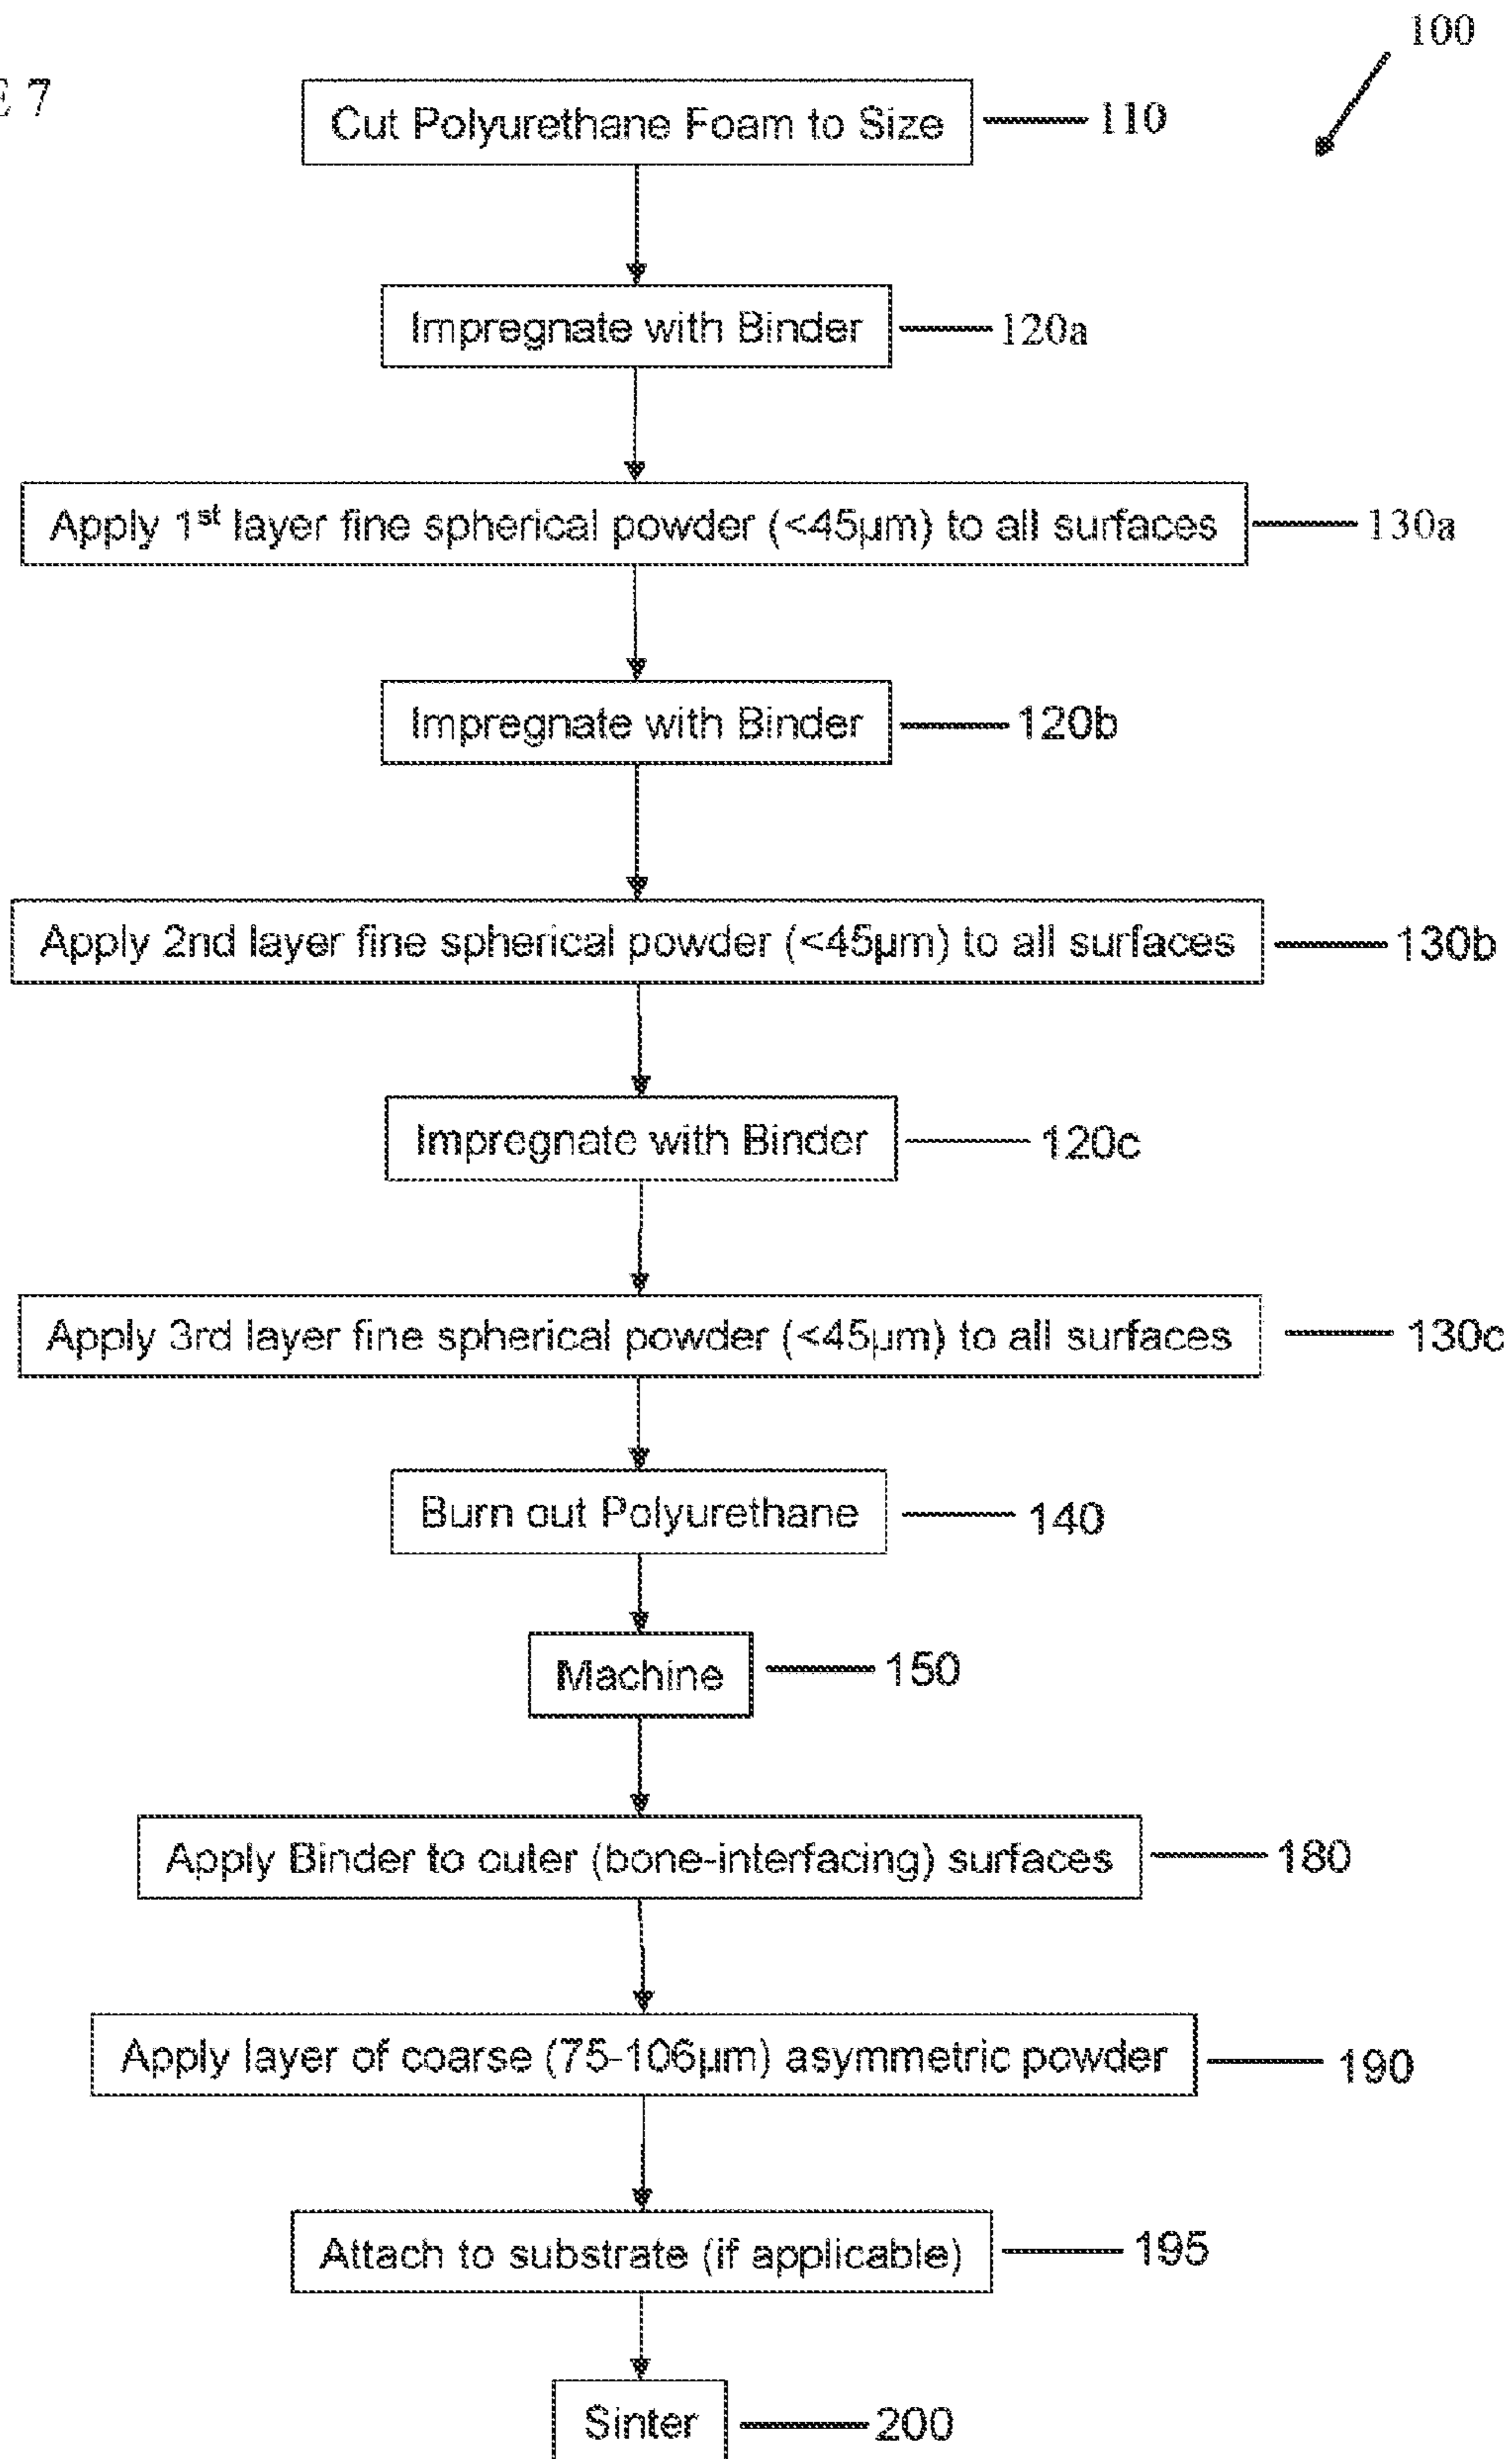 100
E 7
Cut Polyurethane Foam to Size 110
Impregnate with Binder 120a
Apply 1st layer fine spherical powder (<45µm) to all surfaces 130a
Impregnate with Binder 120b
Apply 2nd layer fine spherical powder (<45µm) to all surfaces 130b
Impregnate with Binder 120c
Apply 3rd layer fine spherical powder (<45µm) to all surfaces 130c
Burn out Polyurethane 140
Machine 150
Apply Binder to outer (bone-interfacing) surfaces 180
Apply layer of coarse (75-106µm) asymmetric powder 190
Attach to substrate (if applicable) 195
Sinter 200